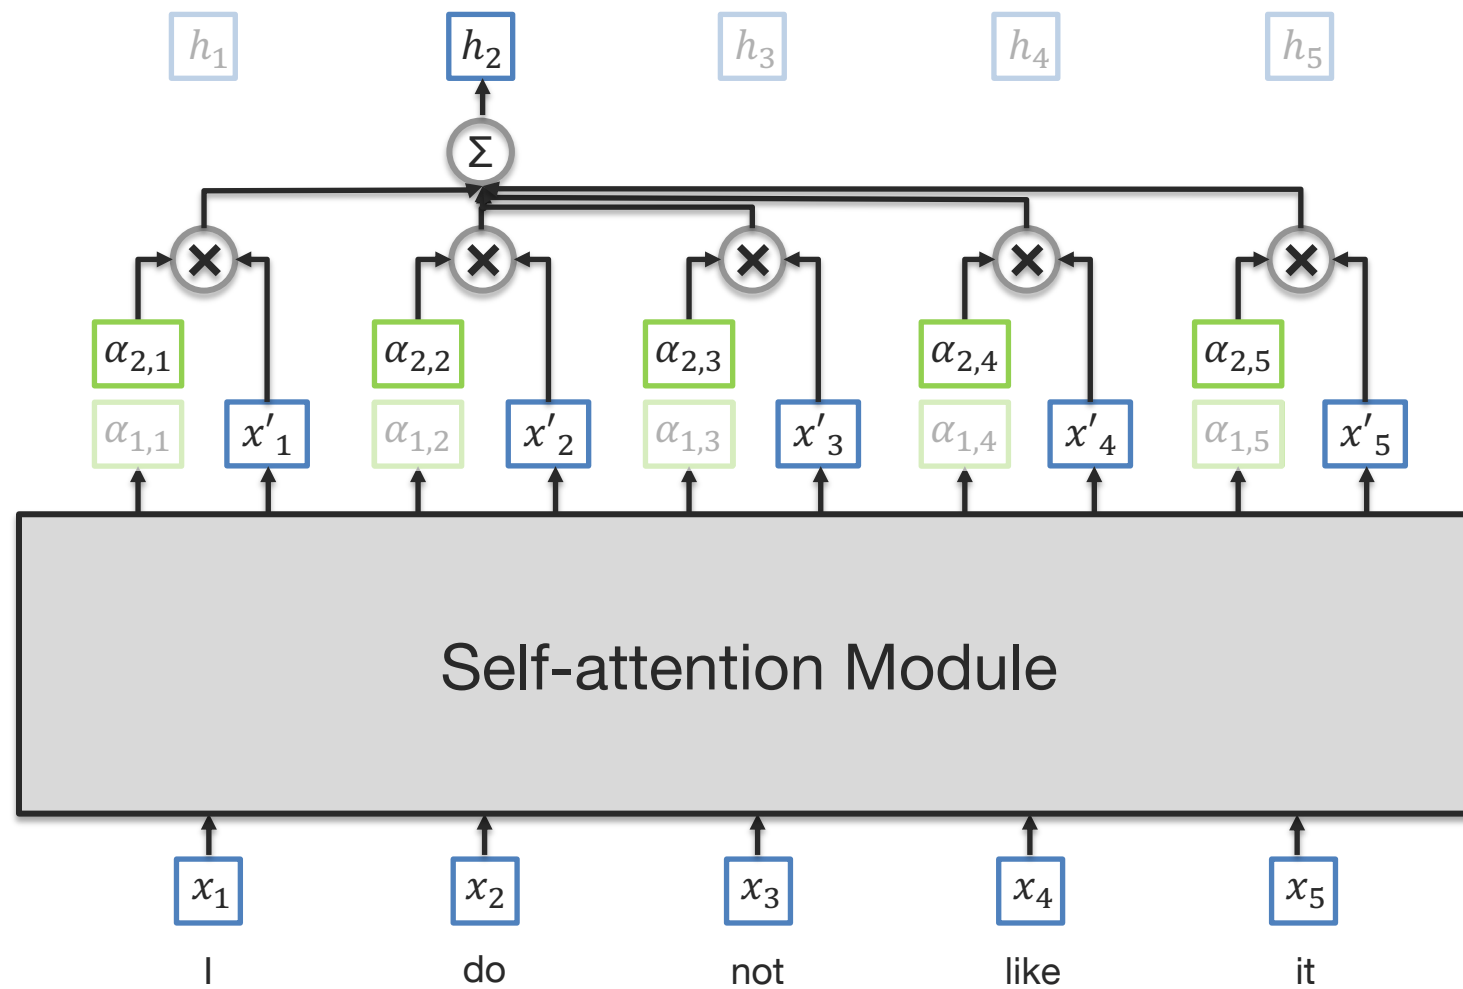 h₁ h₂ h₃ h₄ h₅
Σ
× × × × ×
α₂,₁ α₂,₂ α₂,₃ α₂,₄ α₂,₅
α₁,₁ x′₁ α₁,₂ x′₂ α₁,₃ x′₃ α₁,₄ x′₄ α₁,₅ x′₅
Self-attention Module
x₁ x₂ x₃ x₄ x₅
I do not like it